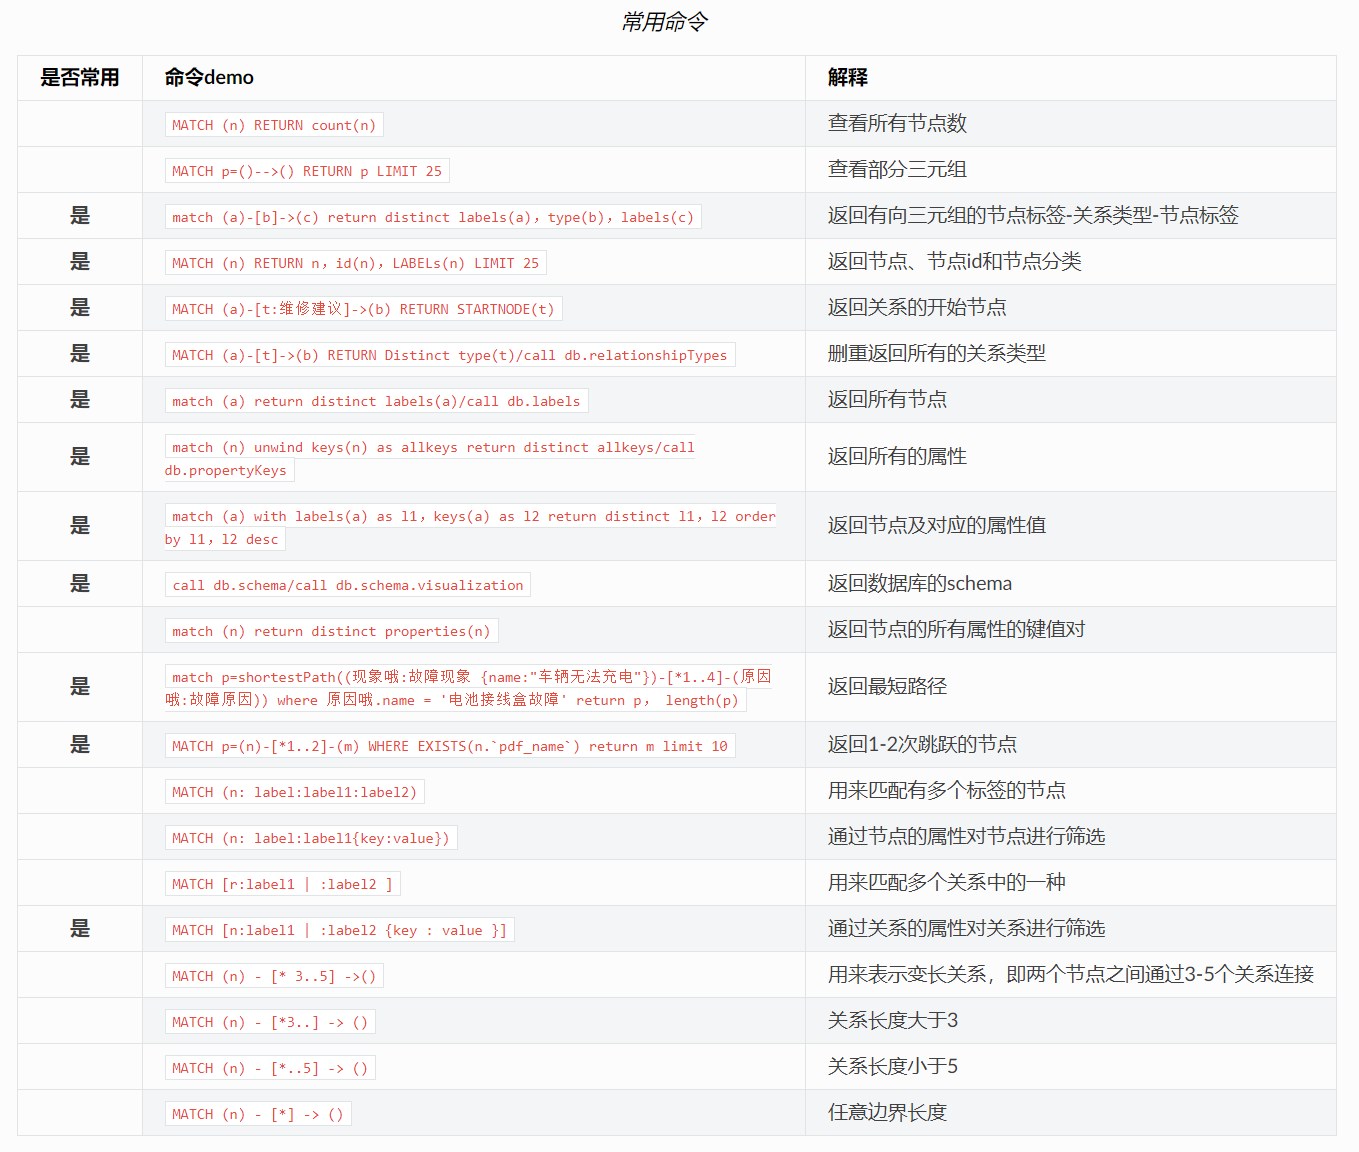 常用命令
是否常用 命令demo 解释
MATCH (n) RETURN count(n) 查看所有节点数
MATCH p=()-->() RETURN p LIMIT 25 查看部分三元组
是 match (a)-[b]->(c) return distinct labels(a), type(b), labels(c) 返回有向三元组的节点标签-关系类型-节点标签
是 MATCH (n) RETURN n, id(n), LABELs(n) LIMIT 25 返回节点、节点id和节点分类
是 MATCH (a)-[t:维修建议]->(b) RETURN STARTNODE(t) 返回关系的开始节点
是 MATCH (a)-[t]->(b) RETURN Distinct type(t)/call db.relationshipTypes 删重返回所有的关系类型
是 match (a) return distinct labels(a)/call db.labels 返回所有节点
是 match (n) unwind keys(n) as allkeys return distinct allkeys/call
db.propertyKeys 返回所有的属性
是 match (a) with labels(a) as l1, keys(a) as l2 return distinct l1, l2 order
by l1, l2 desc 返回节点及对应的属性值
是 call db.schema/call db.schema.visualization 返回数据库的schema
match (n) return distinct properties(n) 返回节点的所有属性的键值对
是 match p=shortestPath((现象哦:故障现象 {name:"车辆无法充电"})-[*1..4]-(原因
哦:故障原因)) where 原因哦.name = '电池接线盒故障' return p, length(p) 返回最短路径
是 MATCH p=(n)-[*1..2]-(m) WHERE EXISTS(n.`pdf_name`) return m limit 10 返回1-2次跳跃的节点
MATCH (n: label:label1:label2) 用来匹配有多个标签的节点
MATCH (n: label:label1{key:value}) 通过节点的属性对节点进行筛选
MATCH [r:label1 | :label2 ] 用来匹配多个关系中的一种
是 MATCH [n:label1 | :label2 {key : value }] 通过关系的属性对关系进行筛选
MATCH (n) - [* 3..5] ->() 用来表示变长关系，即两个节点之间通过3-5个关系连接
MATCH (n) - [*3..] -> () 关系长度大于3
MATCH (n) - [*..5] -> () 关系长度小于5
MATCH (n) - [*] -> () 任意边界长度